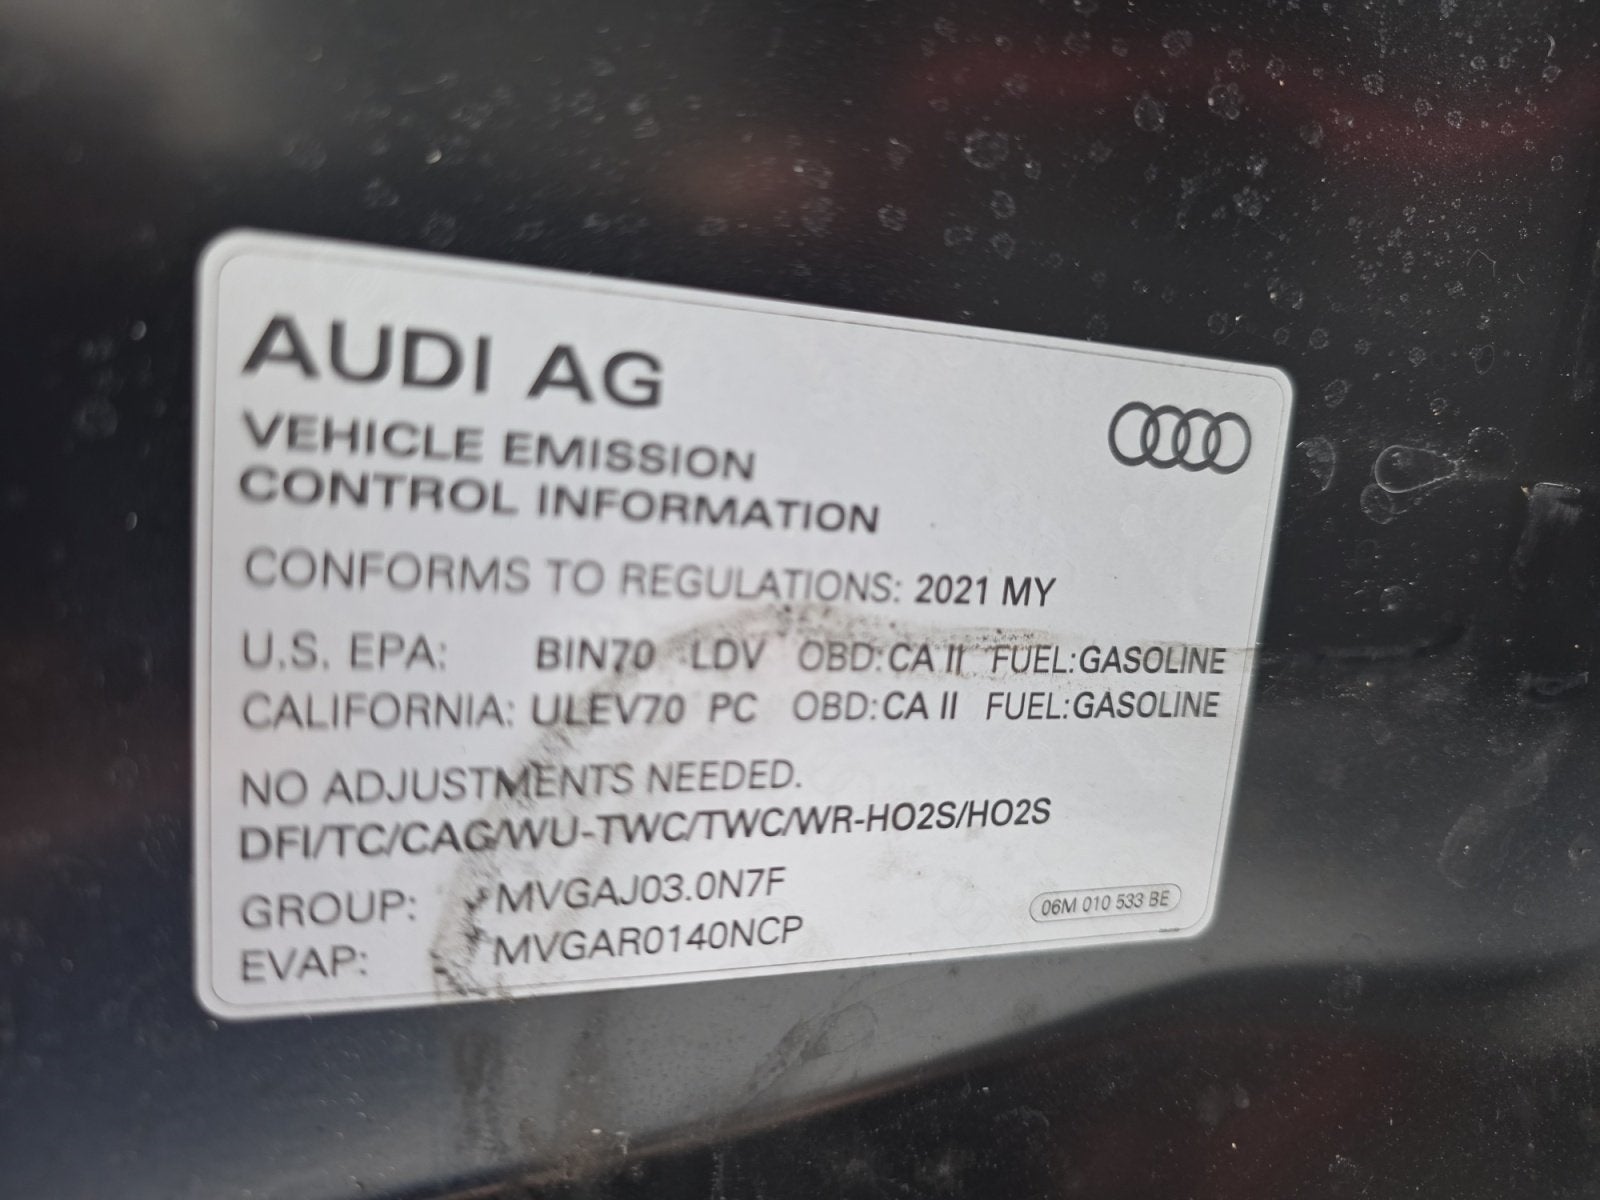 AUDI AG
VEHICLE EMISSION
CONTROL INFORMATION
CONFORMS TO REGULATIONS: 2021 MY
U.S. EPA: BIN70 LDV OBD:CA II FUEL:GASOLINE
CALIFORNIA: ULEV70 PC OBD:CA II FUEL:GASOLINE
NO ADJUSTMENTS NEEDED.
DFI/TC/CAC/WU-TWC/TWC/WR-HO2S/HO2S
GROUP: MVGAJ03.0N7F
EVAP: MVGAR0140NCP
06M 010 533 BE